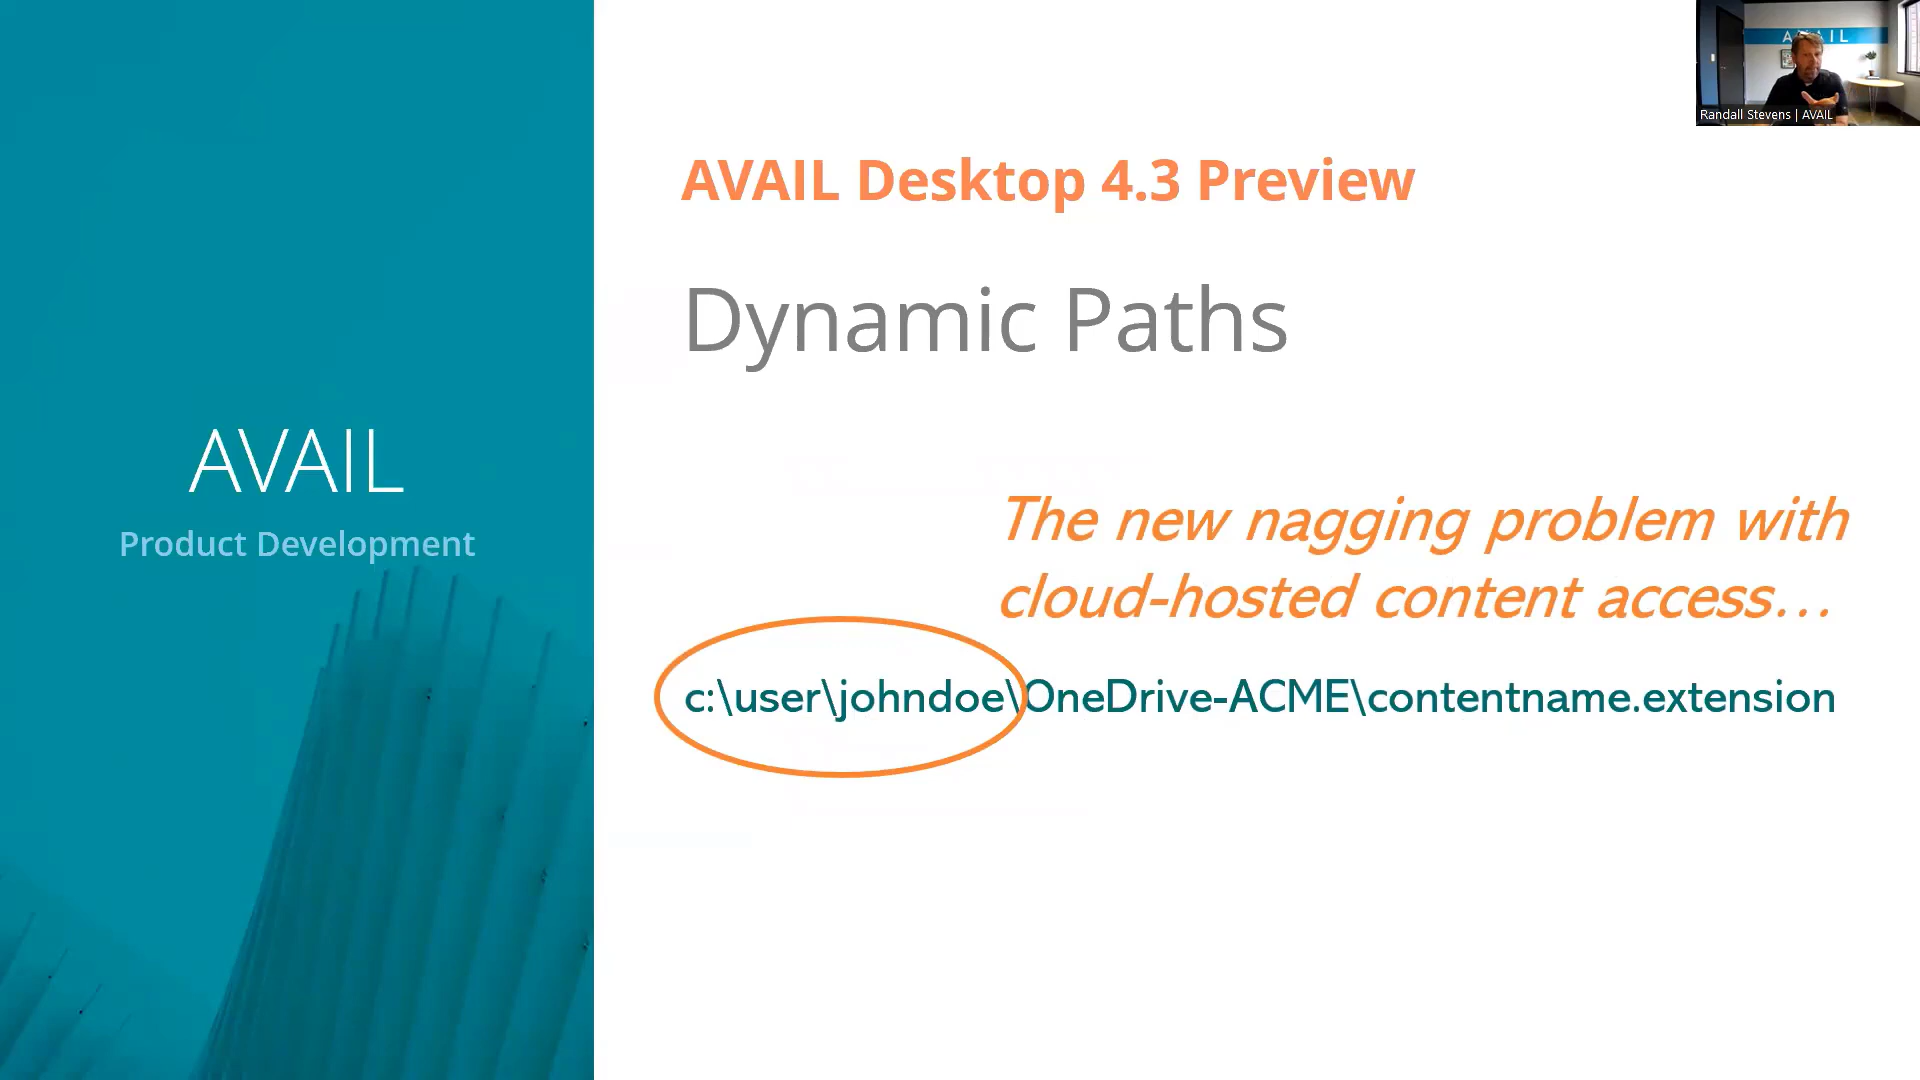 AVAIL
Randall Stevens | AVAIL
AVAIL Desktop 4.3 Preview
Dynamic Paths
AVAIL
Product Development
The new nagging problem with
cloud-hosted content access...
c:\user\johndoe\OneDrive-ACME\contentname.extension